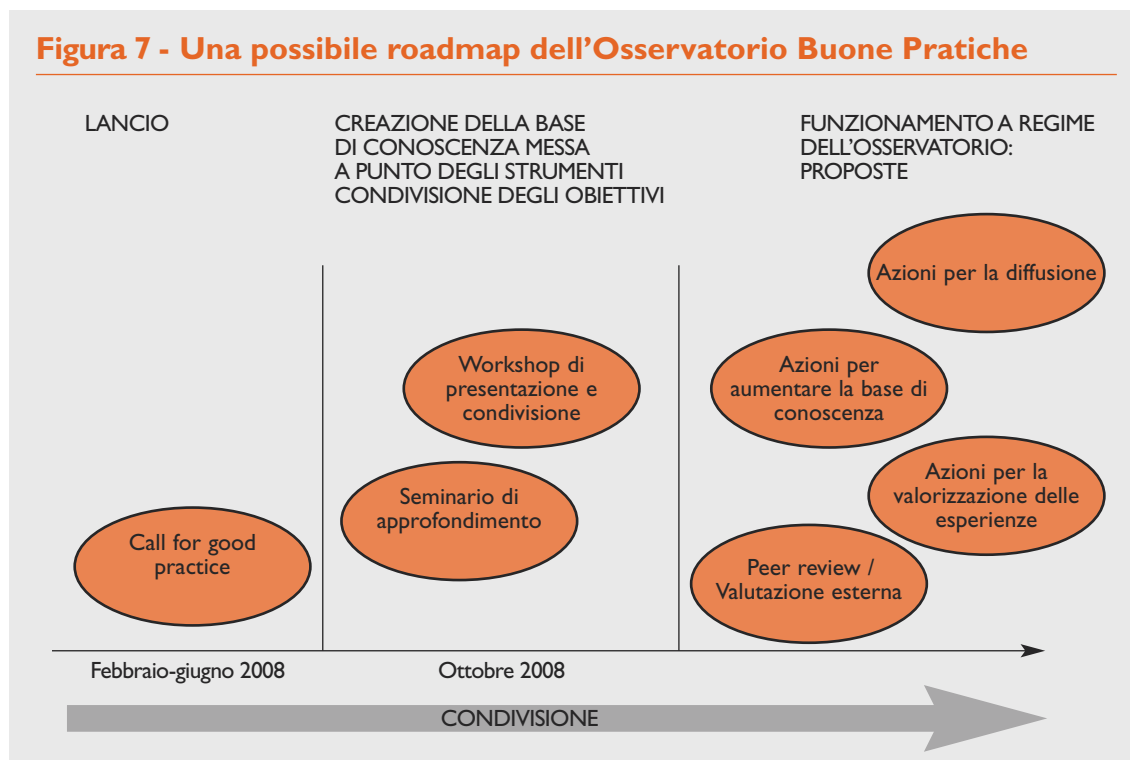 Figura 7 - Una possibile roadmap dell'Osservatorio Buone Pratiche
LANCIO
CREAZIONE DELLA BASE
DI CONOSCENZA MESSA
A PUNTO DEGLI STRUMENTI
CONDIVISIONE DEGLI OBIETTIVI
FUNZIONAMENTO A REGIME
DELL'OSSERVATORIO:
PROPOSTE
Call for good
practice
Workshop di
presentazione e
condivisione
Seminario di
approfondimento
Azioni per la diffusione
Azioni per
aumentare la base di
conoscenza
Azioni per la
valorizzazione delle
esperienze
Peer review /
Valutazione esterna
Febbraio-giugno 2008
Ottobre 2008
CONDIVISIONE